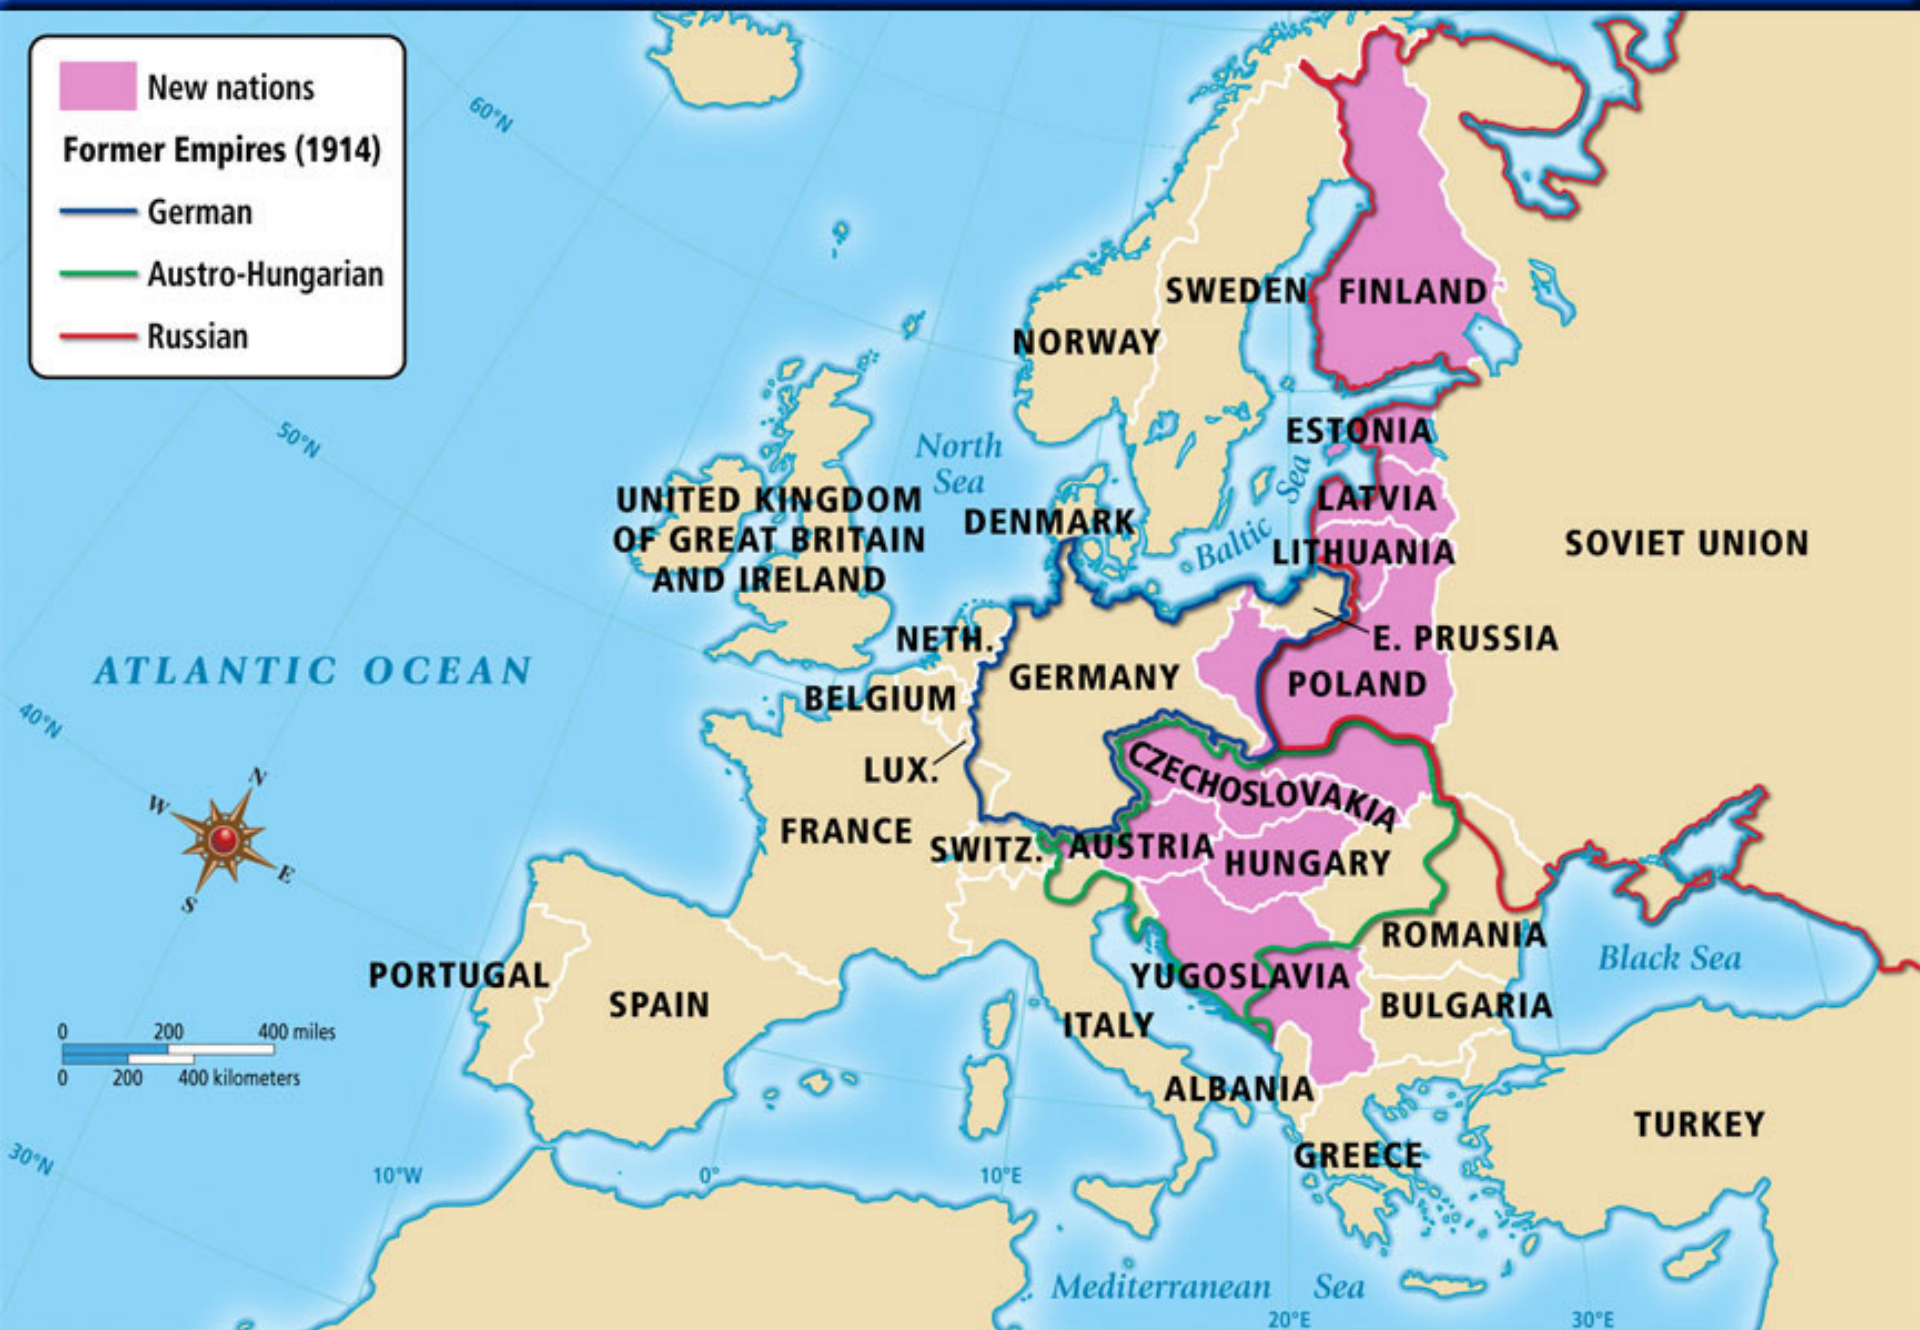 New nations
Former Empires (1914)
German
Austro-Hungarian
Russian
60°N
50°N
40°N
30°N
10°W
0°
10°E
20°E
30°E
ATLANTIC OCEAN
N
W
E
S
0 200 400 miles
0 200 400 kilometers
North
Sea
Baltic Sea
Black Sea
Mediterranean Sea
NORWAY
SWEDEN
FINLAND
ESTONIA
LATVIA
LITHUANIA
SOVIET UNION
UNITED KINGDOM
OF GREAT BRITAIN
AND IRELAND
DENMARK
NETH.
BELGIUM
LUX.
GERMANY
E. PRUSSIA
POLAND
CZECHOSLOVAKIA
FRANCE
SWITZ.
AUSTRIA
HUNGARY
ROMANIA
YUGOSLAVIA
BULGARIA
PORTUGAL
SPAIN
ITALY
ALBANIA
GREECE
TURKEY